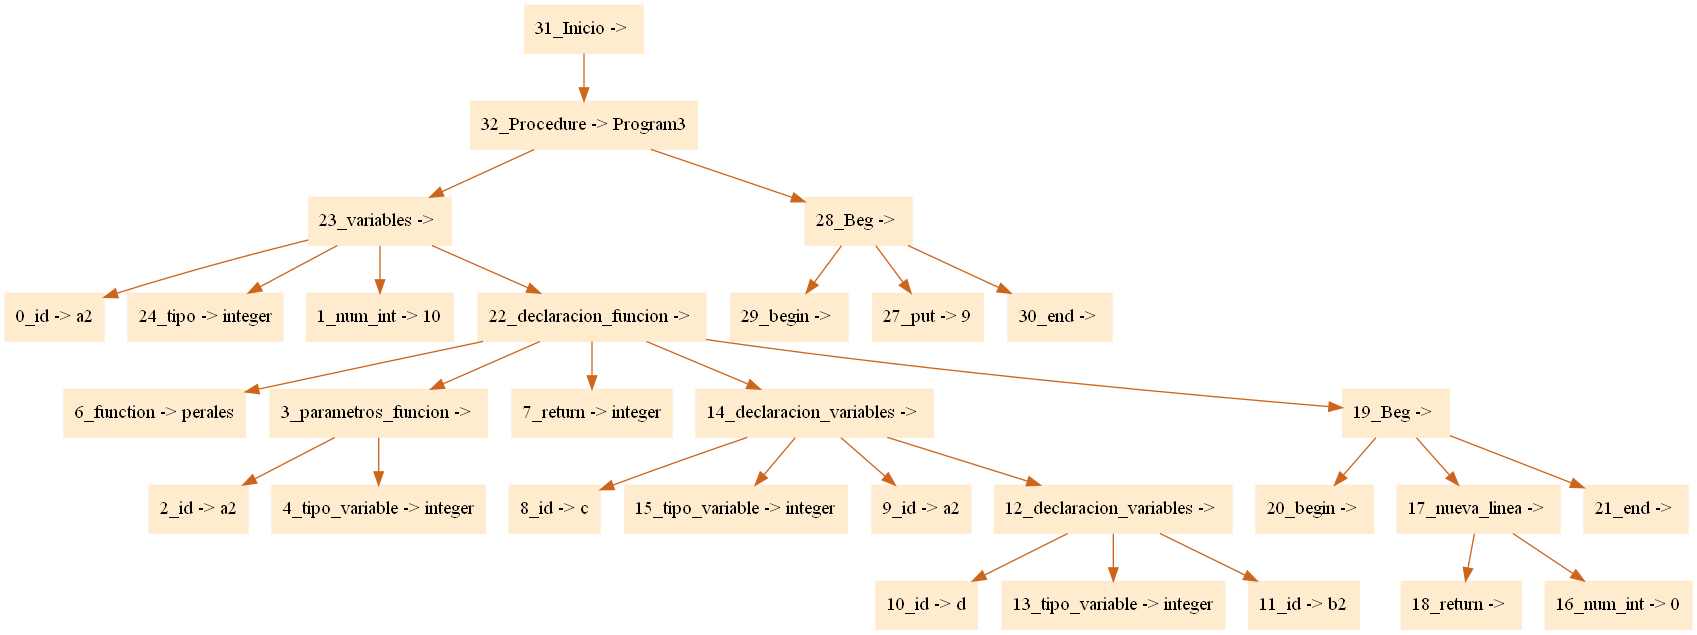 31_Inicio ->
32_Procedure -> Program3
23_variables ->
28_Beg ->
0_id -> a2
24_tipo -> integer
1_num_int -> 10
22_declaracion_funcion ->
29_begin ->
27_put -> 9
30_end ->
6_function -> perales
3_parametros_funcion ->
7_return -> integer
14_declaracion_variables ->
19_Beg ->
2_id -> a2
4_tipo_variable -> integer
8_id -> c
15_tipo_variable -> integer
9_id -> a2
12_declaracion_variables ->
20_begin ->
17_nueva_linea ->
21_end ->
10_id -> d
13_tipo_variable -> integer
11_id -> b2
18_return ->
16_num_int -> 0